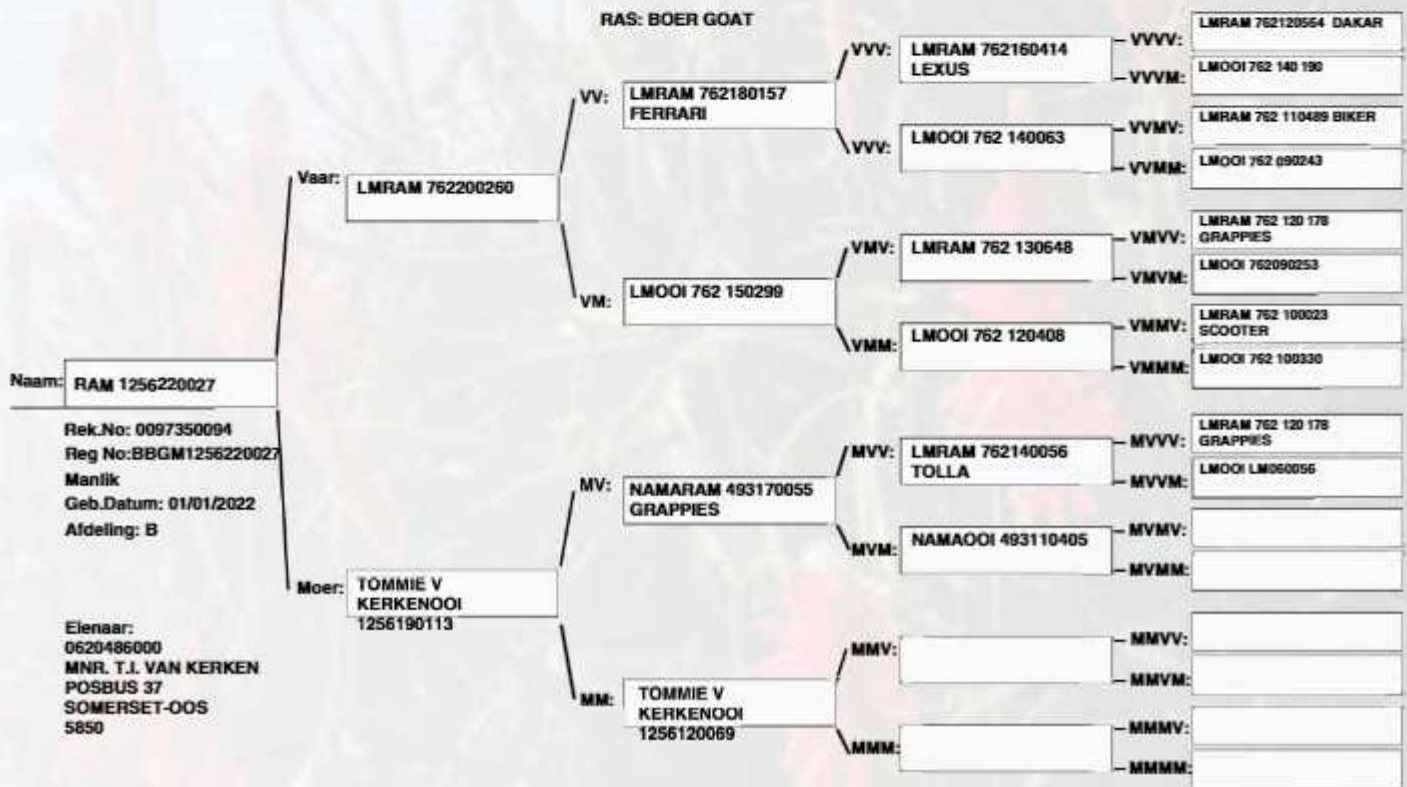 RAS: BOER GOAT
Naam: RAM 1256220027
Rek.No: 0097350094
Reg No:BBGM1256220027
Manlik
Geb.Datum: 01/01/2022
Afdeling: B
Eienaar:
0620486000
MNR. T.I. VAN KERKEN
POSBUS 37
SOMERSET-OOS
5850
Vaar: LMRAM 762200260
Moer: TOMMIE V
KERKENOOI
1256190113
VV: LMRAM 762180157
FERRARI
VM: LMOOI 762 150299
MV: NAMARAM 493170055
GRAPPIES
MM: TOMMIE V
KERKENOOI
1256120069
VVV: LMRAM 762160414
LEXUS
VVV: LMOOI 762 140063
VMV: LMRAM 762 130648
VMM: LMOOI 762 120408
MVV: LMRAM 762140056
TOLLA
MVM: NAMAOOI 493110405
MMV:
MMM:
VVVV: LMRAM 762120564 DAKAR
VVVM: LMOOI 762 140 190
VVMV: LMRAM 762 110489 BIKER
VVMM: LMOOI 762 090243
VMVV: LMRAM 762 120 178
GRAPPIES
VMVM: LMOOI 762090253
VMMV: LMRAM 762 100023
SCOOTER
VMMM: LMOOI 762 100330
MVVV: LMRAM 762 120 178
GRAPPIES
MVVM: LMOOI LM060056
MVMV:
MVMM:
MMVV:
MMVM:
MMMV:
MMMM: